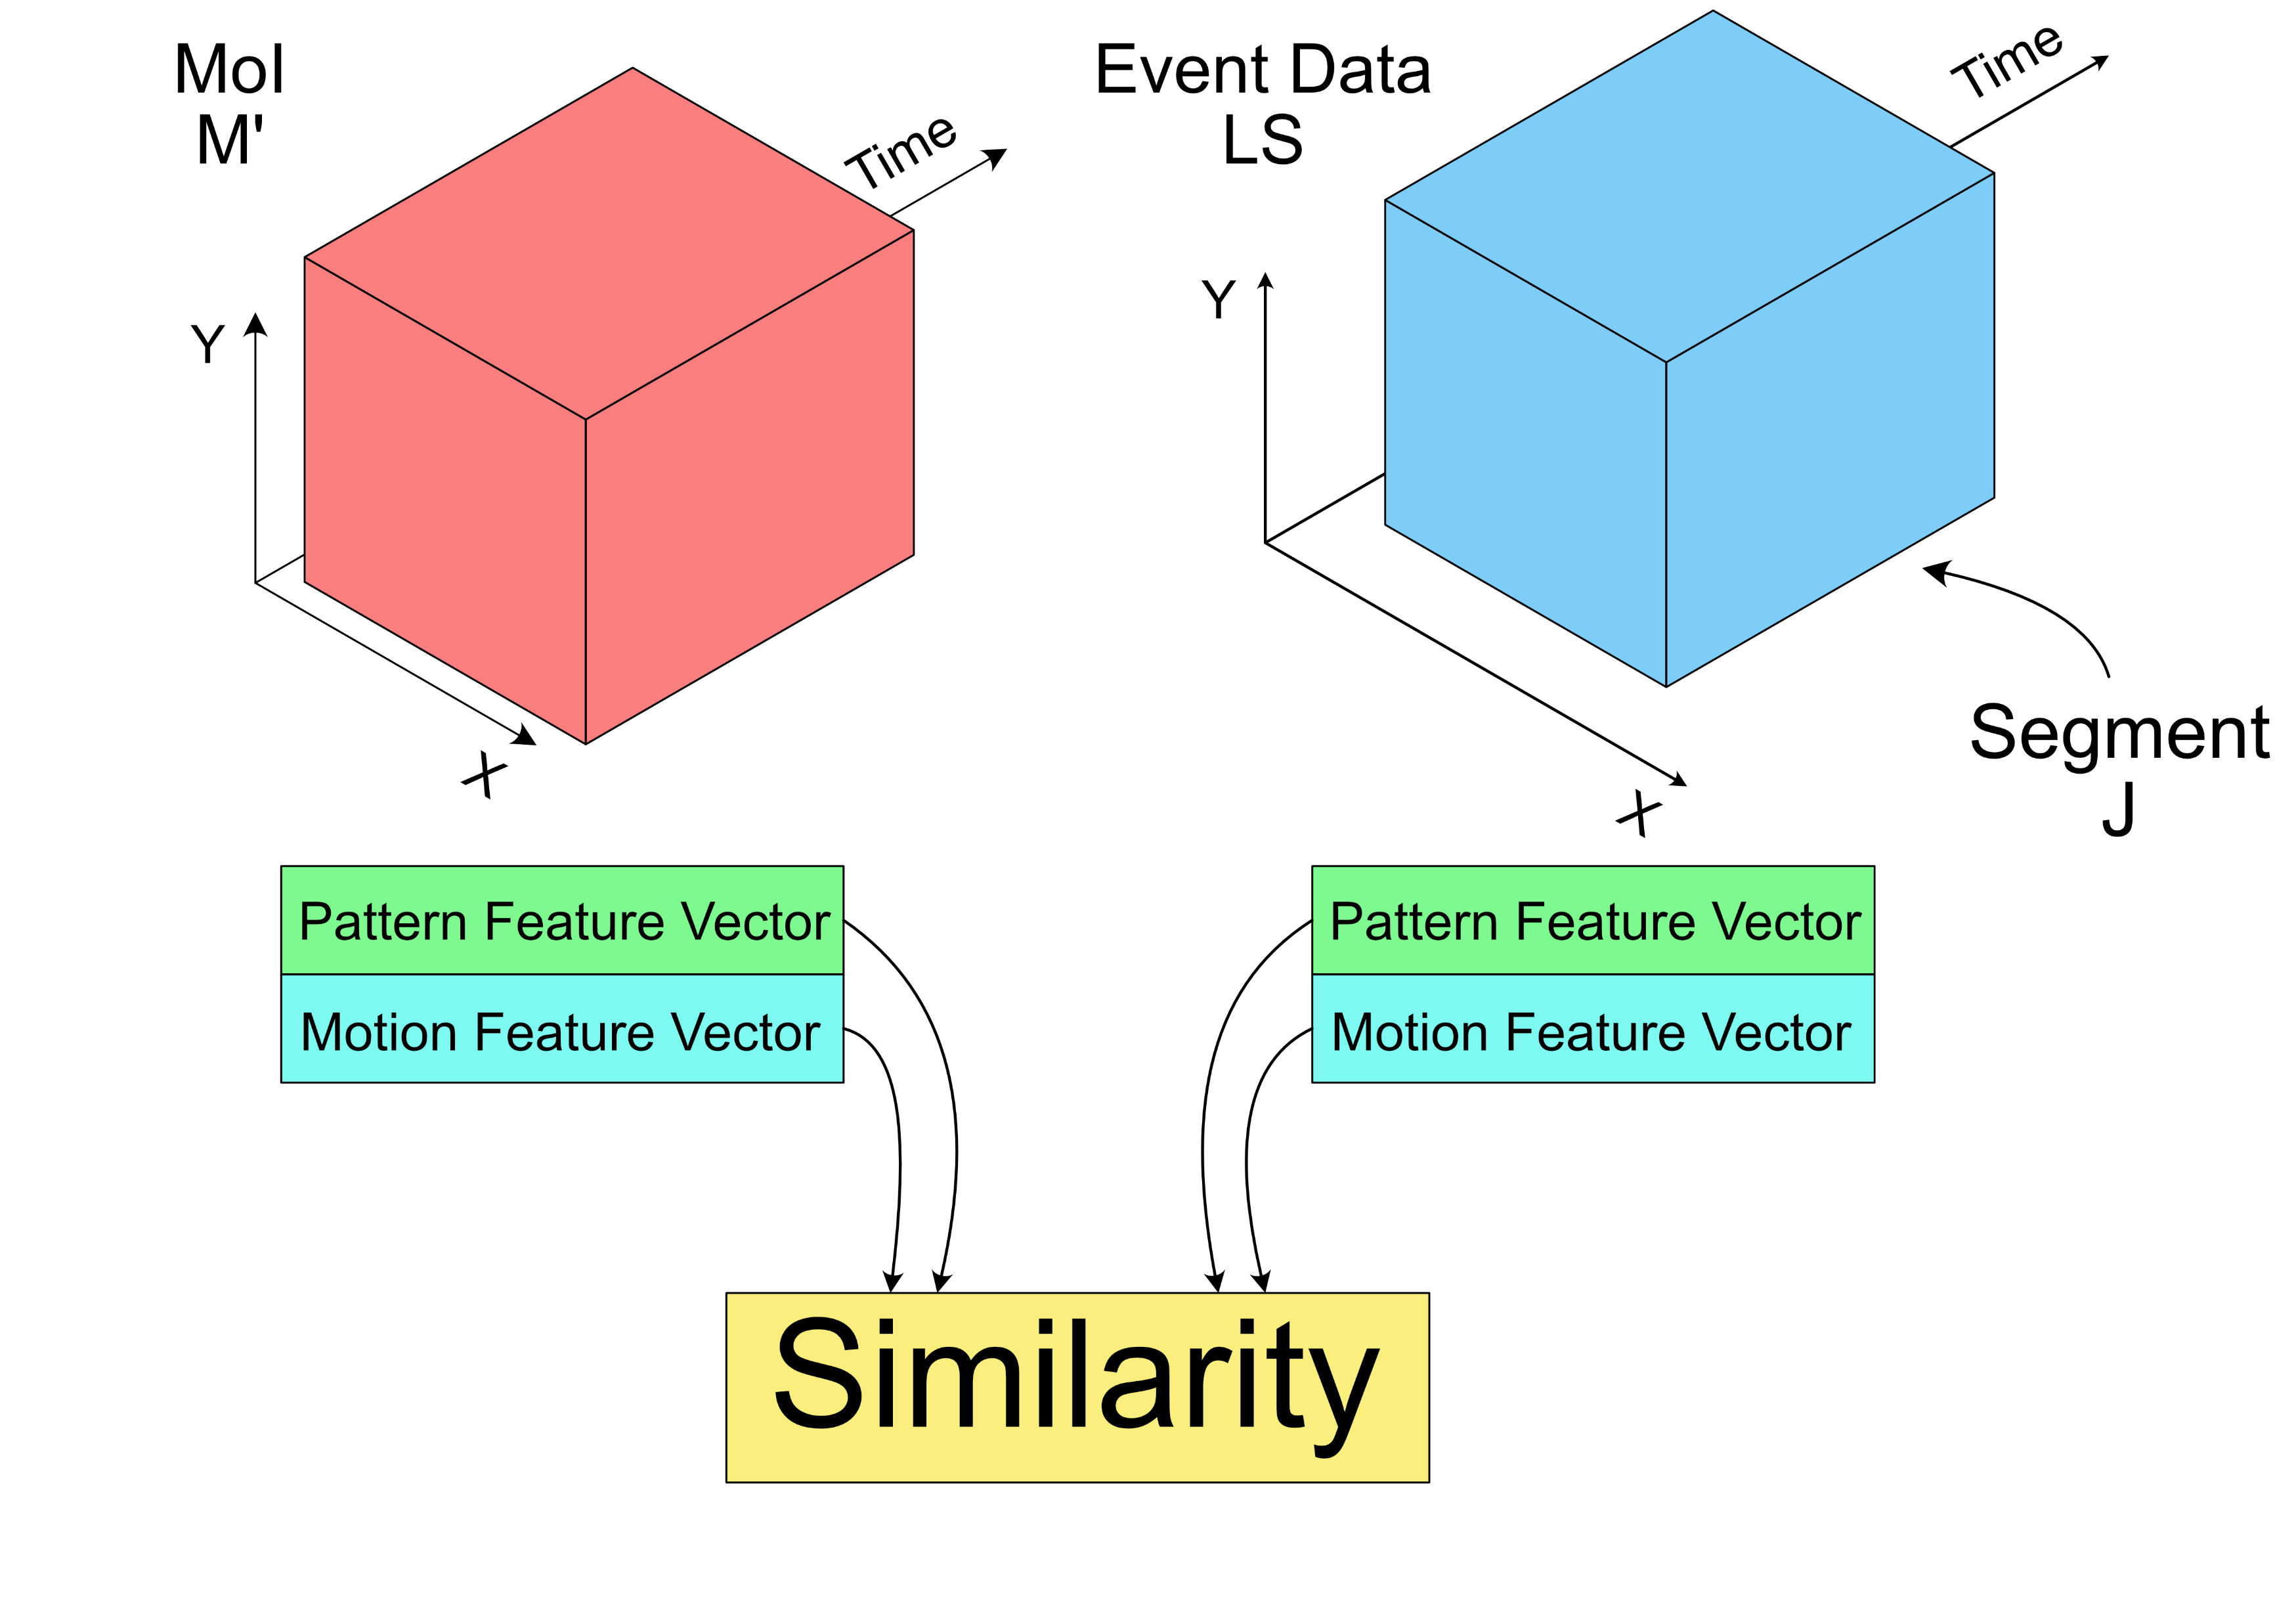 MoI
M'
Time
Y
X
Event Data
LS
Time
Y
X
Segment
J
Pattern Feature Vector
Motion Feature Vector
Pattern Feature Vector
Motion Feature Vector
Similarity